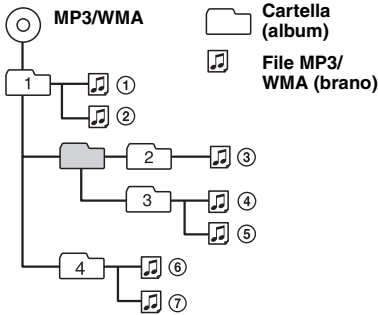 MP3/WMA
Cartella
(album)
File MP3/
WMA (brano)
1
①
②
2
③
3
④
⑤
4
⑥
⑦